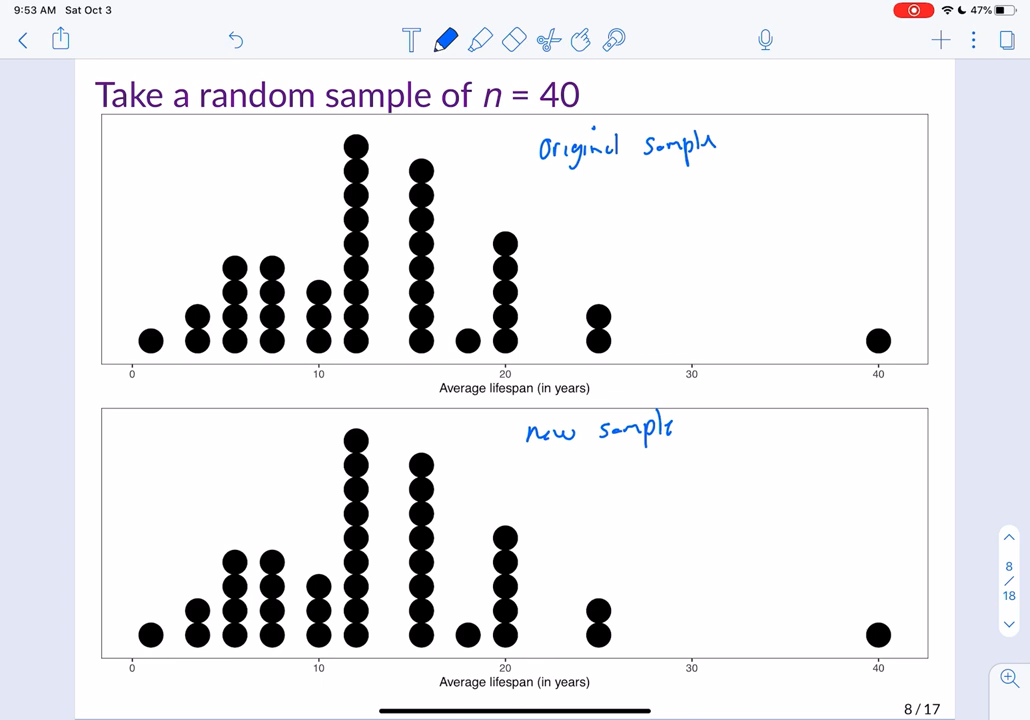 9:53 AM Sat Oct 3
47%
T
Take a random sample of n = 40
Original sample
0 10 20 30 40
Average lifespan (in years)
new sample
0 10 20 30 40
Average lifespan (in years)
8
/
18
8 / 17